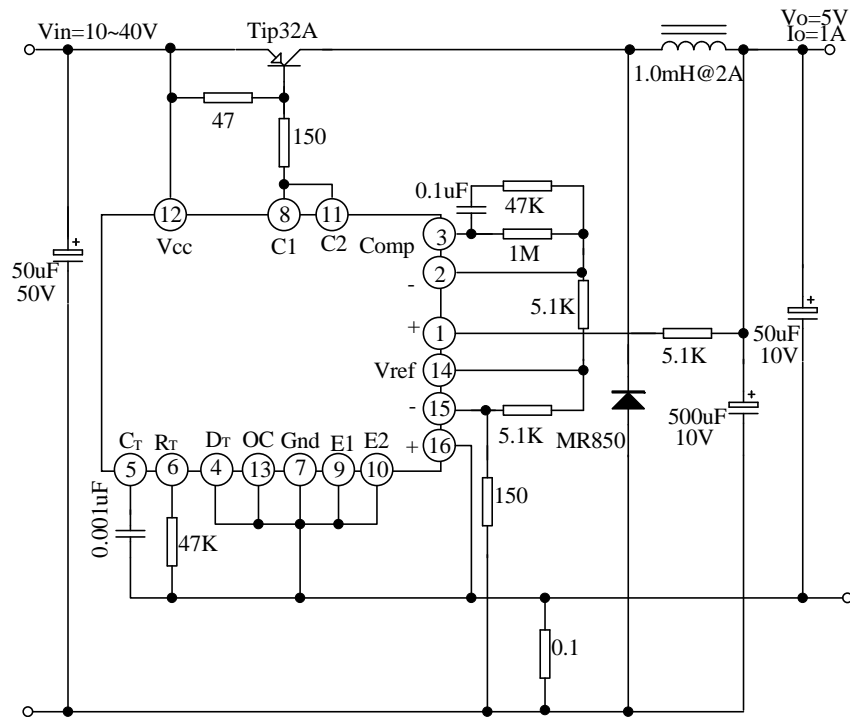 Vin=10~40V
Tip32A
Vo=5V
Io=1A
1.0mH@2A
47
150
0.1uF
47K
12
8
11
Vcc
C1
C2
Comp
3
1M
2
-
50uF
50V
+
5.1K
+
1
5.1K
+
50uF
10V
Vref
14
-
15
5.1K
MR850
+
500uF
10V
+
16
CT
RT
DT
OC
Gnd
E1
E2
5
6
4
13
7
9
10
0.001uF
47K
150
0.1